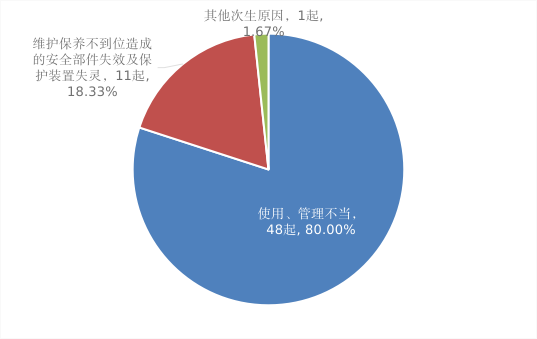 其他次生原因，1起,
1.67%
维护保养不到位造成
的安全部件失效及保
护装置失灵，11起,
18.33%
使用、管理不当，
48起, 80.00%